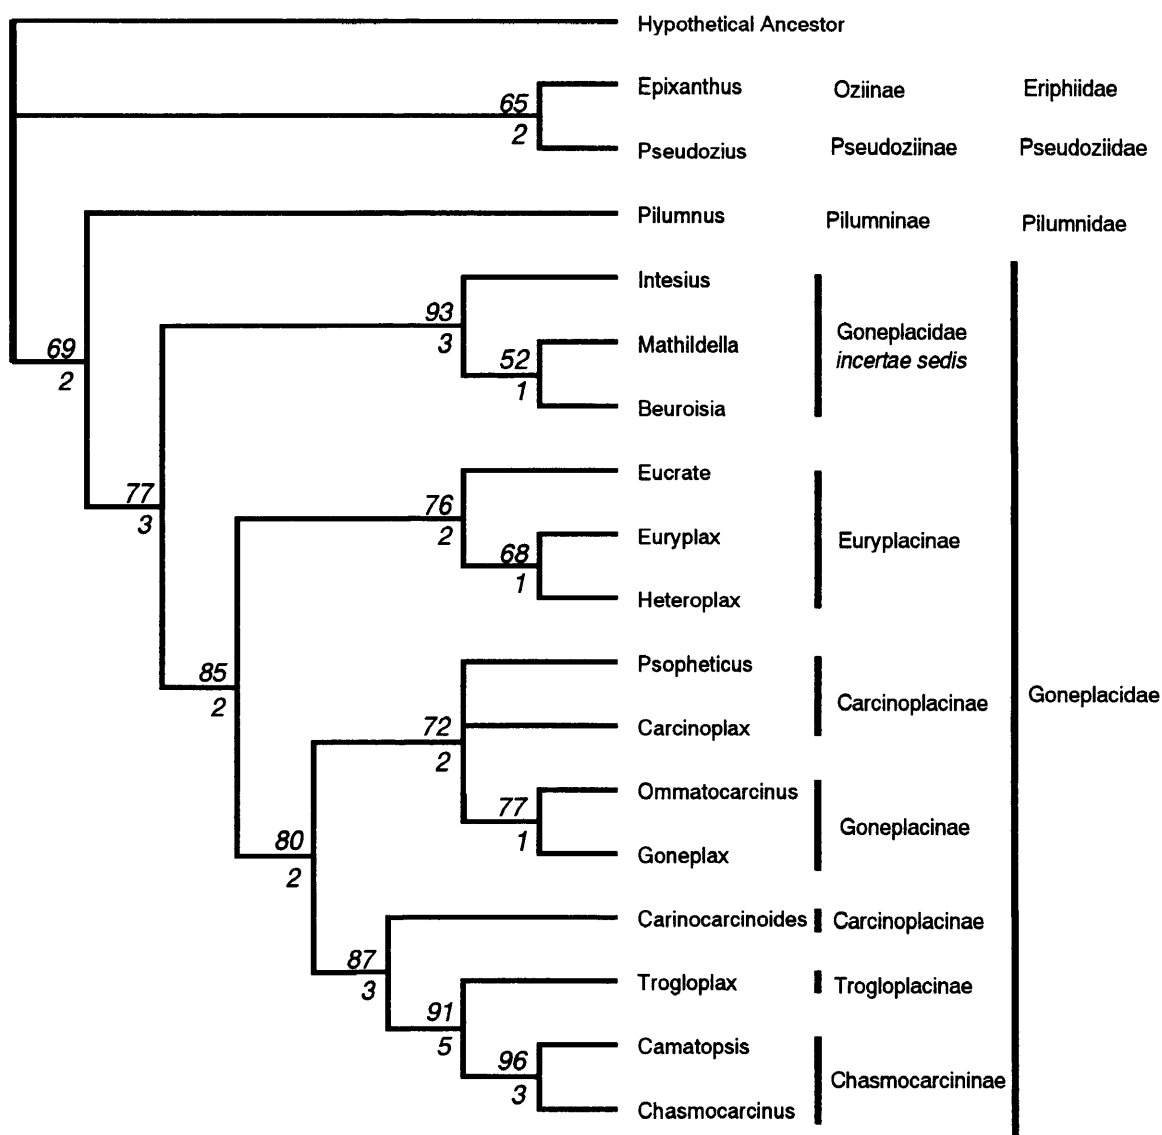 Hypothetical Ancestor
Epixanthus Oziinae Eriphiidae
65
2
Pseudozius Pseudoziinae Pseudoziidae
Pilumnus Pilumninae Pilumnidae
Intesius
93
3
Goneplacidae
incertae sedis
Mathildella
52
1
Beuroisia
69
2
Eucrate
77
3
76
2
Euryplax
Euryplacinae
68
1
Heteroplax
Psopheticus
85
2
Carcinoplacinae
Goneplacidae
Carcinoplax
72
2
Ommatocarcinus
77
1
Goneplacinae
Goneplax
80
2
Carinocarcinoides Carcinoplacinae
87
3
Trogloplax Trogloplacinae
91
5
Camatopsis
96
3
Chasmocarcininae
Chasmocarcinus